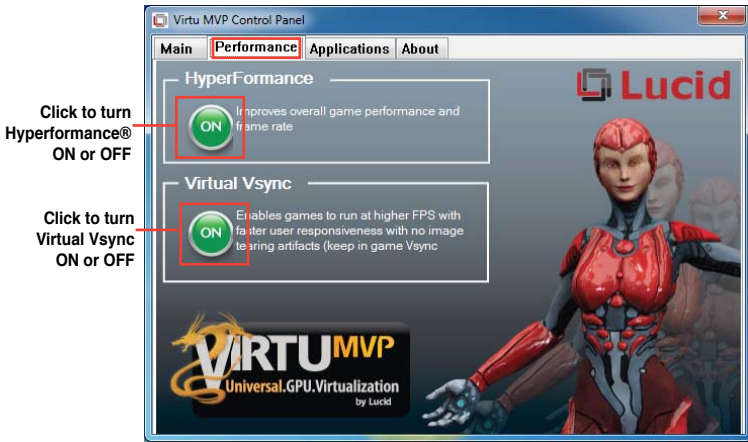 Virtu MVP Control Panel
Main Performance Applications About
HyperFormance
ON
Improves overall game performance and
frame rate
Click to turn
Hyperformance®
ON or OFF
Virtual Vsync
ON
Enables games to run at higher FPS with
faster user responsiveness with no image
tearing artifacts (keep in game Vsync
Click to turn
Virtual Vsync
ON or OFF
Lucid
VIRTUMVP
Universal.GPU.Virtualization
by Lucid